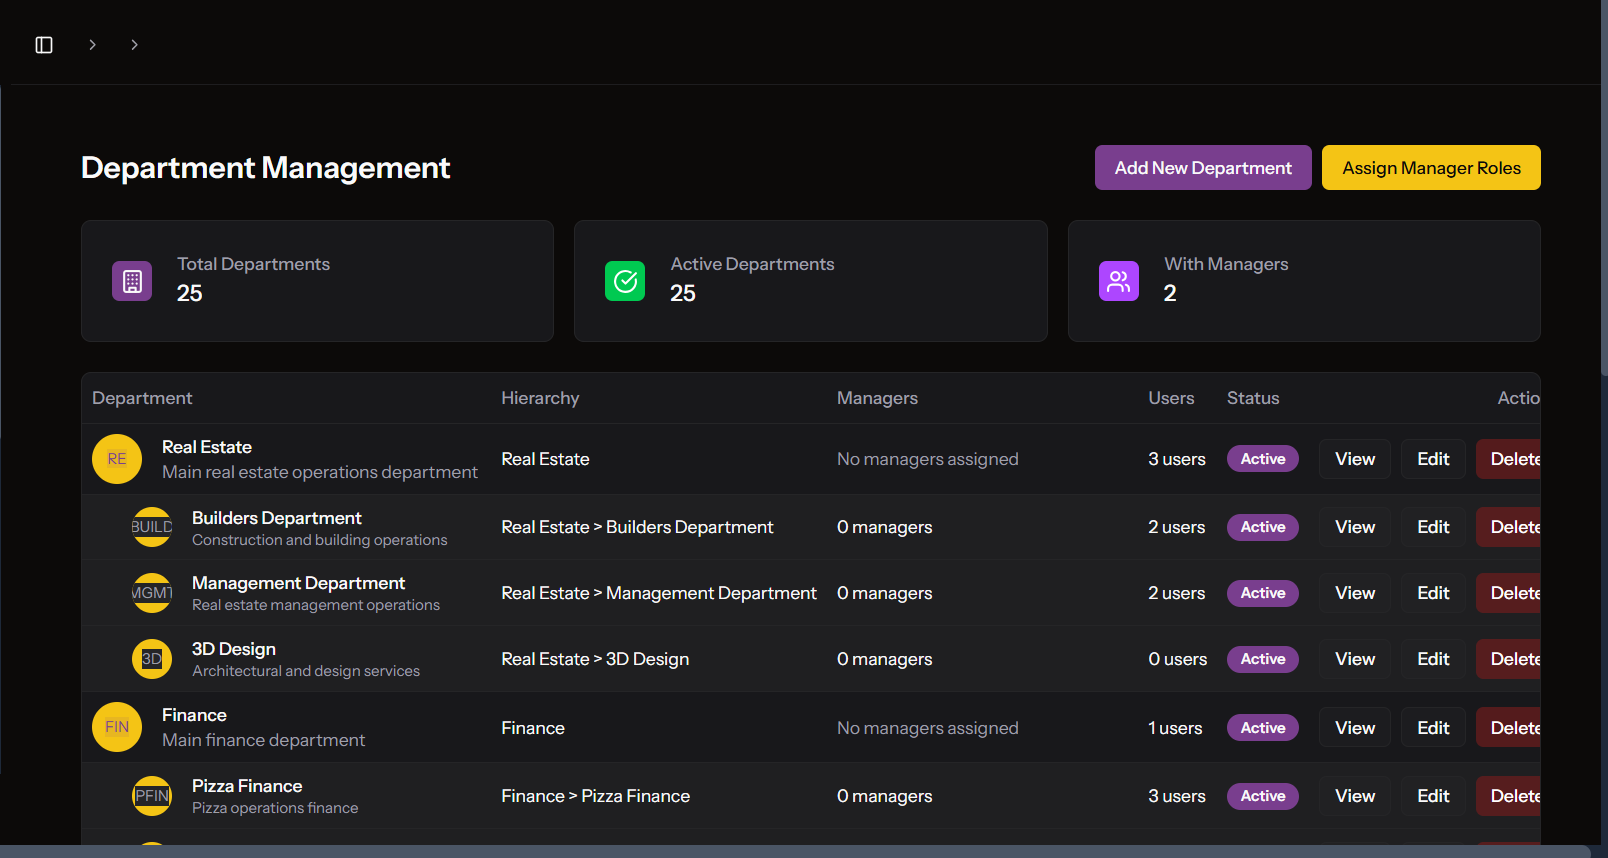 Department Management
Add New Department
Assign Manager Roles
Total Departments
25
Active Departments
25
With Managers
2
Department Hierarchy Managers Users Status Actio
RE
Real Estate
Main real estate operations department
Real Estate
No managers assigned
3 users
Active
View
Edit
Delete
BUILD
Builders Department
Construction and building operations
Real Estate > Builders Department
0 managers
2 users
Active
View
Edit
Delete
MGMT
Management Department
Real estate management operations
Real Estate > Management Department
0 managers
2 users
Active
View
Edit
Delete
3D
3D Design
Architectural and design services
Real Estate > 3D Design
0 managers
0 users
Active
View
Edit
Delete
FIN
Finance
Main finance department
Finance
No managers assigned
1 users
Active
View
Edit
Delete
PFIN
Pizza Finance
Pizza operations finance
Finance > Pizza Finance
0 managers
3 users
Active
View
Edit
Delete